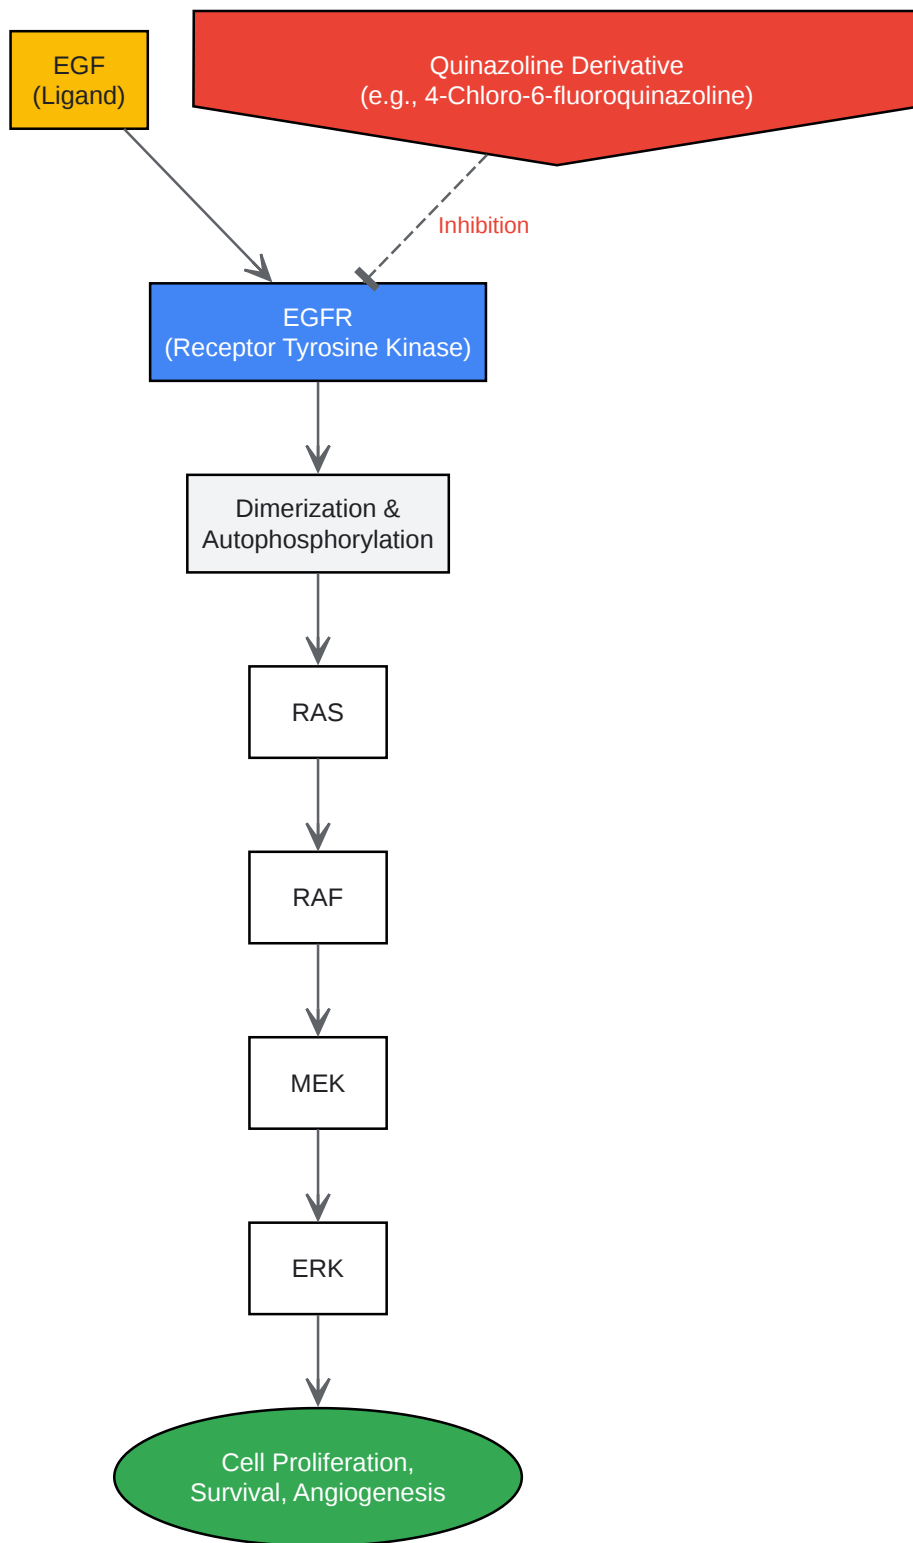 EGF
(Ligand)
Quinazoline Derivative
(e.g., 4-Chloro-6-fluoroquinazoline)
Inhibition
EGFR
(Receptor Tyrosine Kinase)
Dimerization &
Autophosphorylation
RAS
RAF
MEK
ERK
Cell Proliferation,
Survival, Angiogenesis